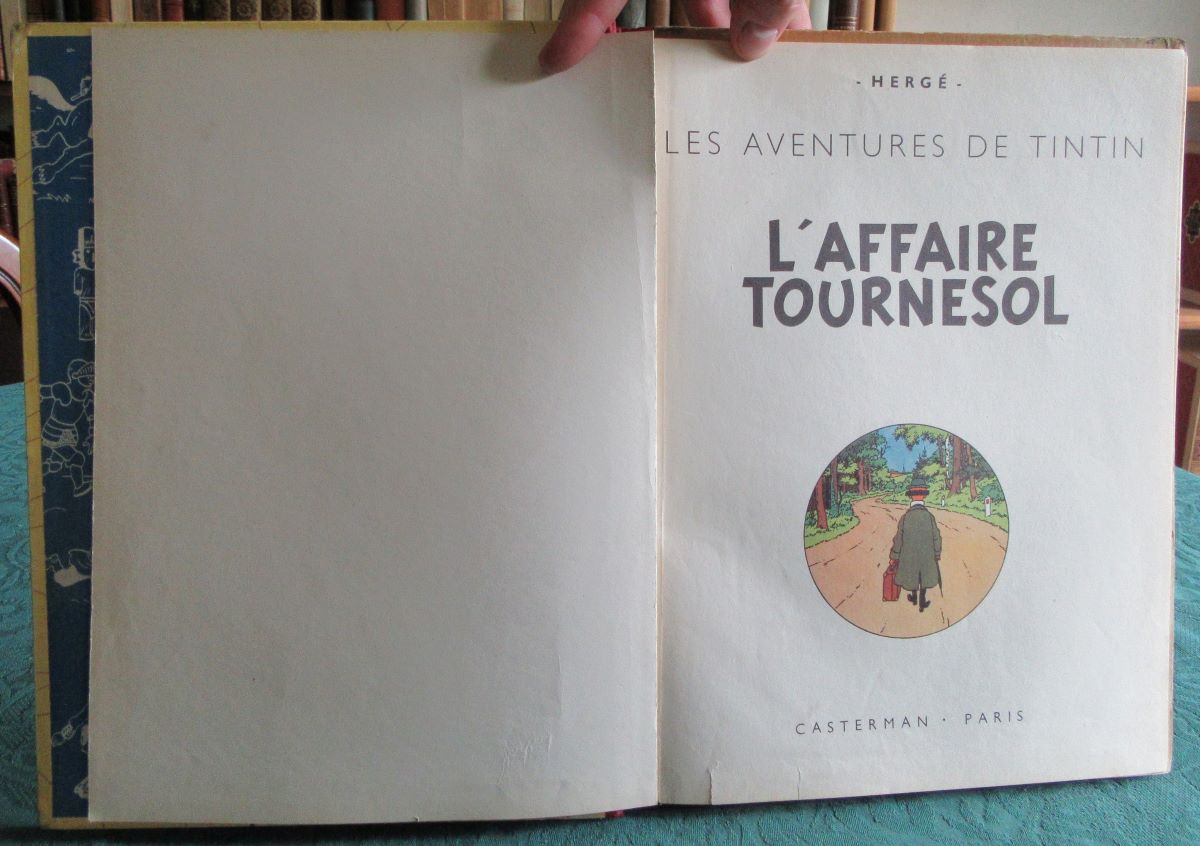 - HERGÉ -
LES AVENTURES DE TINTIN
L'AFFAIRE
TOURNESOL
CASTERMAN · PARIS